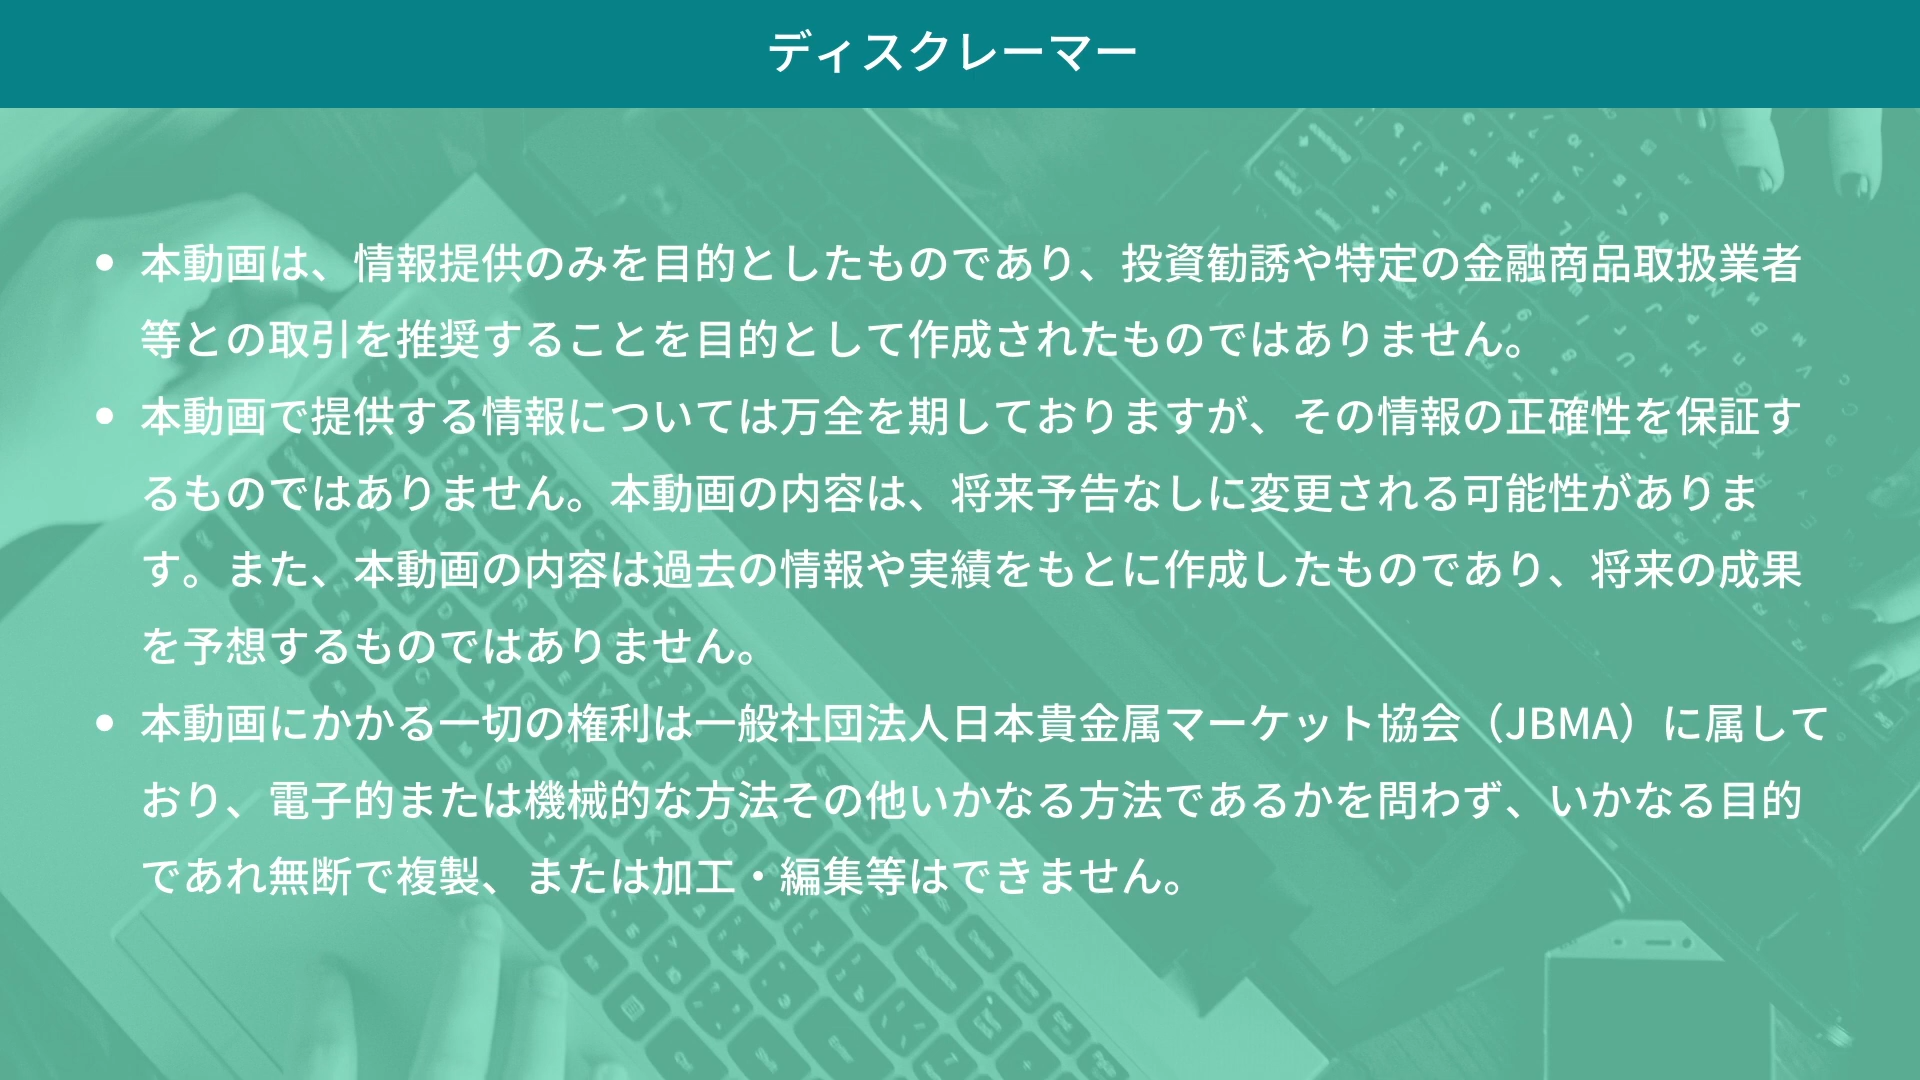 ディスクレーマー
• 本動画は、情報提供のみを目的としたものであり、投資勧誘や特定の金融商品取扱業者
等との取引を推奨することを目的として作成されたものではありません。
• 本動画で提供する情報については万全を期しておりますが、その情報の正確性を保証す
るものではありません。本動画の内容は、将来予告なしに変更される可能性がありま
す。また、本動画の内容は過去の情報や実績をもとに作成したものであり、将来の成果
を予想するものではありません。
• 本動画にかかる一切の権利は一般社団法人日本貴金属マーケット協会（JBMA）に属して
おり、電子的または機械的な方法その他いかなる方法であるかを問わず、いかなる目的
であれ無断で複製、または加工・編集等はできません。